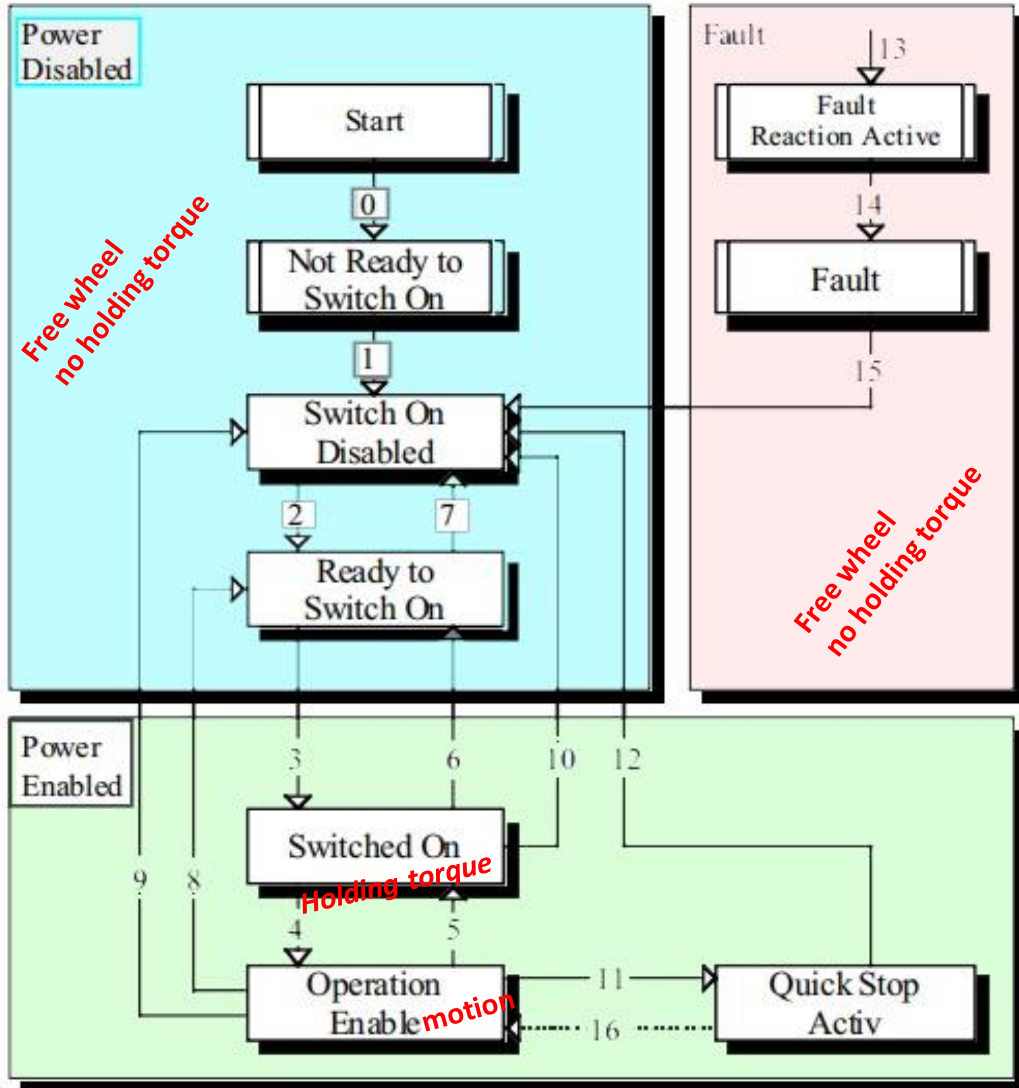 Power
Disabled
Start
0
Not Ready to
Switch On
1
Switch On
Disabled
2
7
Ready to
Switch On
Free wheel
no holding torque
Fault
13
Fault
Reaction Active
14
Fault
15
Free wheel
no holding torque
Power
Enabled
3
6
10
12
Switched On
Holding torque
9
8
4
5
Operation
Enable
motion
11
16
Quick Stop
Activ